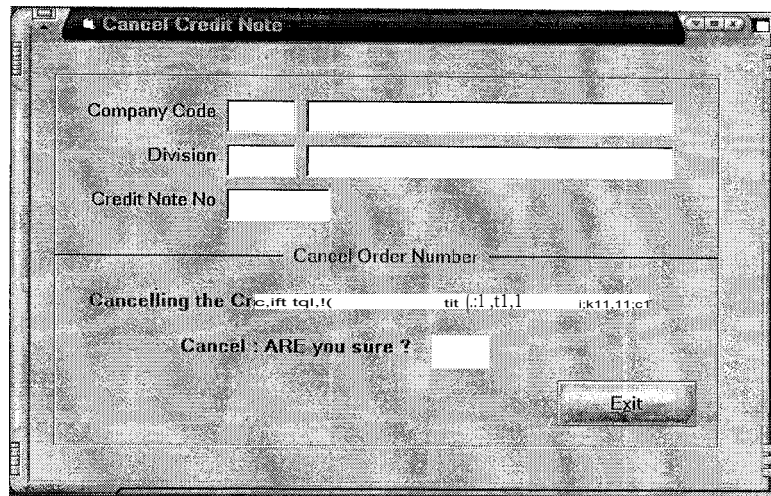 Cancel Credit Note
Company Code
Division
Credit Note No
Cancel Order Number
Cancelling the Cr
Cancel : ARE you sure ?
Exit